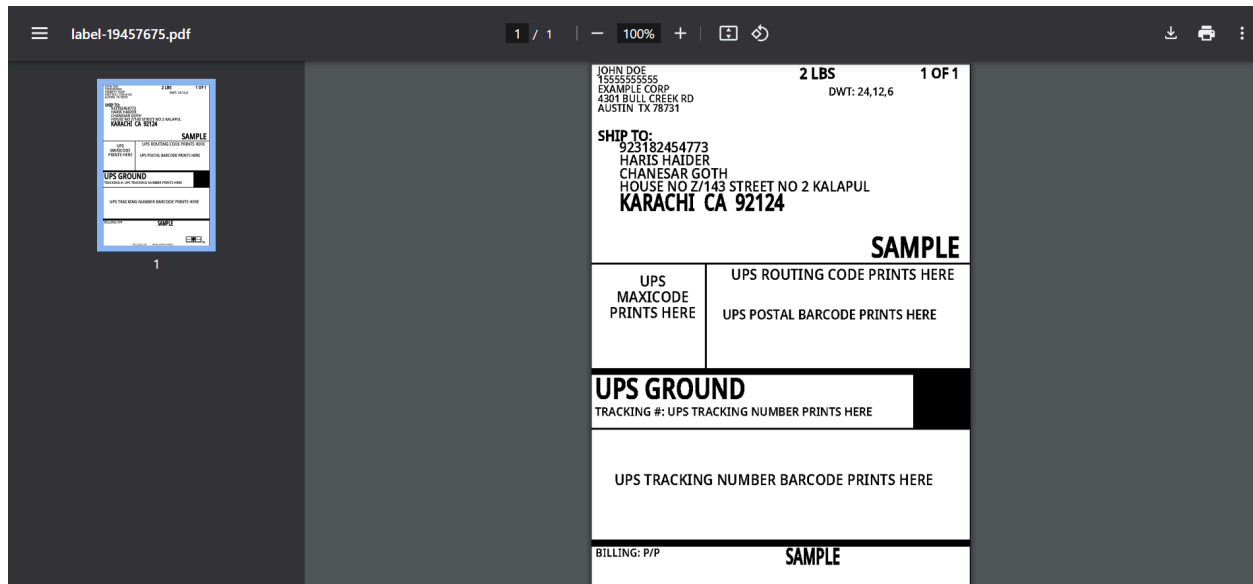 label-19457675.pdf
1 / 1
100%
JOHN DOE
15555555555
EXAMPLE CORP
4301 BULL CREEK RD
AUSTIN TX 78731
2 LBS
1 OF 1
DWT: 24,12,6
SHIP TO:
923182454773
HARIS HAIDER
CHANESAR GOTH
HOUSE NO Z/143 STREET NO 2 KALAPUL
KARACHI CA 92124
SAMPLE
UPS
MAXICODE
PRINTS HERE
UPS ROUTING CODE PRINTS HERE
UPS POSTAL BARCODE PRINTS HERE
UPS GROUND
TRACKING #: UPS TRACKING NUMBER PRINTS HERE
UPS TRACKING NUMBER BARCODE PRINTS HERE
BILLING: P/P
SAMPLE
1